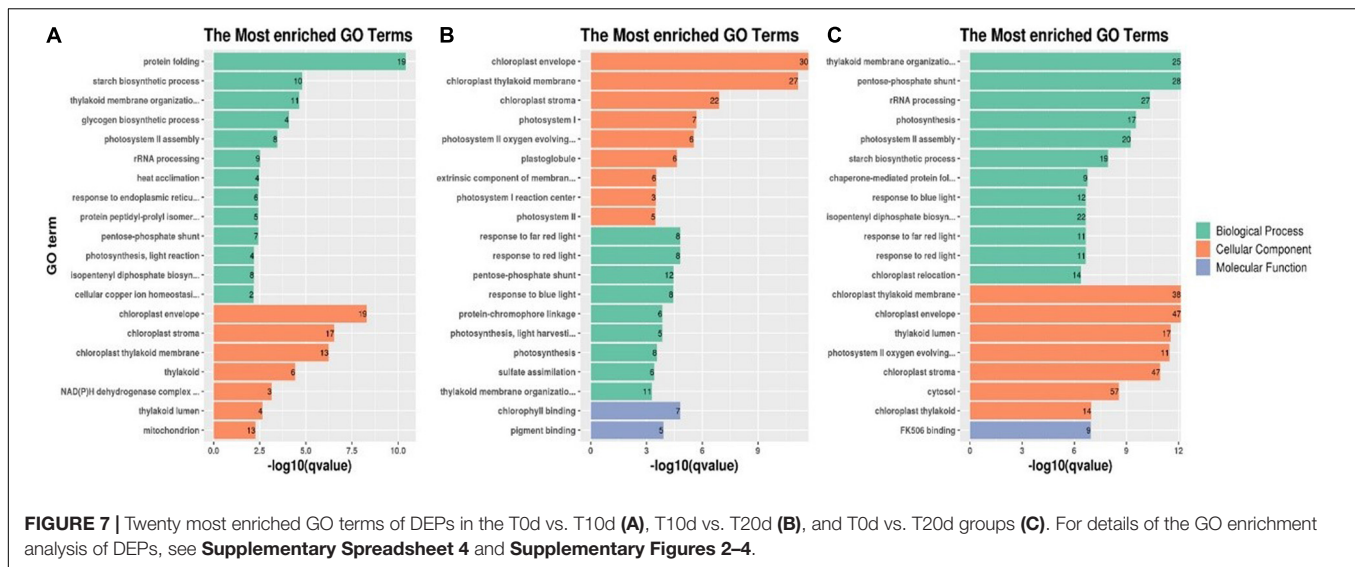 A
The Most enriched GO Terms
GO term
protein folding 19
starch biosynthetic process 10
thylakoid membrane organizatio... 11
glycogen biosynthetic process 4
photosystem II assembly 8
rRNA processing 9
heat acclimation 4
response to endoplasmic reticu... 6
protein peptidyl-prolyl isomer... 5
pentose-phosphate shunt 7
photosynthesis, light reaction 4
isopentenyl diphosphate biosyn... 8
cellular copper ion homeostasi... 2
chloroplast envelope 19
chloroplast stroma 17
chloroplast thylakoid membrane 13
thylakoid 6
NAD(P)H dehydrogenase complex ... 3
thylakoid lumen 4
mitochondrion 13
0.0 2.5 5.0 7.5 10.0
-log10(qvalue)
B
The Most enriched GO Terms
chloroplast envelope 30
chloroplast thylakoid membrane 27
chloroplast stroma 22
photosystem I 7
photosystem II oxygen evolving... 6
plastoglobule 6
extrinsic component of membran... 6
photosystem I reaction center 3
photosystem II 5
response to far red light 8
response to red light 8
pentose-phosphate shunt 12
response to blue light 8
protein-chromophore linkage 6
photosynthesis, light harvesti... 5
photosynthesis 8
sulfate assimilation 5
thylakoid membrane organizatio... 11
chlorophyll binding 7
pigment binding 5
0 3 6 9
-log10(qvalue)
C
The Most enriched GO Terms
thylakoid membrane organizatio... 25
pentose-phosphate shunt 28
rRNA processing 27
photosynthesis 17
photosystem II assembly 20
starch biosynthetic process 19
chaperone-mediated protein fol... 9
response to blue light 12
isopentenyl diphosphate biosyn... 22
response to far red light 11
response to red light 11
chloroplast relocation 14
chloroplast thylakoid membrane 38
chloroplast envelope 47
thylakoid lumen 17
photosystem II oxygen evolving... 11
chloroplast stroma 47
cytosol 57
chloroplast thylakoid 14
FK506 binding 9
0 3 6 9 12
-log10(qvalue)
Biological Process
Cellular Component
Molecular Function
FIGURE 7 | Twenty most enriched GO terms of DEPs in the T0d vs. T10d (A), T10d vs. T20d (B), and T0d vs. T20d groups (C). For details of the GO enrichment
analysis of DEPs, see Supplementary Spreadsheet 4 and Supplementary Figures 2–4.